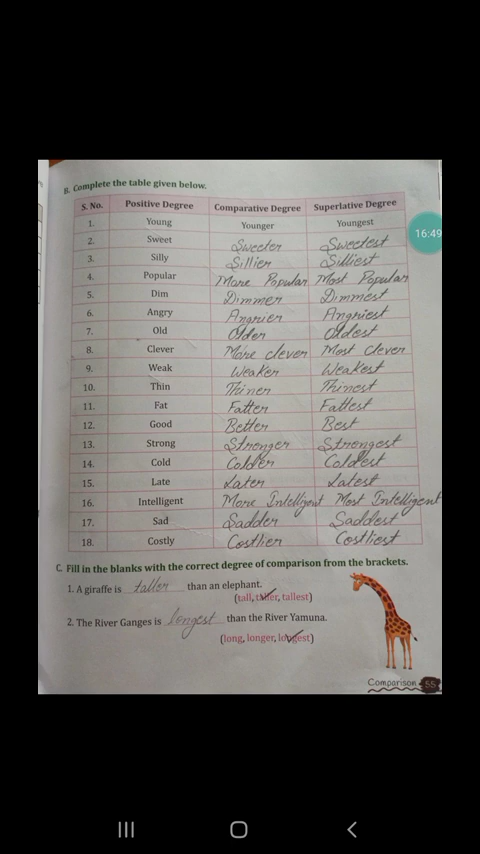 B. Complete the table given below.
S. No. Positive Degree Comparative Degree Superlative Degree
1. Young Younger Youngest
2. Sweet Sweeter Sweetest
16:49
3. Silly Sillier Silliest
4. Popular More Popular Most Popular
5. Dim Dimmer Dimmest
6. Angry Angrier Angriest
7. Old Older Oldest
8. Clever More clever Most Clever
9. Weak Weaker Weakest
10. Thin Thiner Thinest
11. Fat Fatter Fattest
12. Good Better Best
13. Strong Stronger Strongest
14. Cold Colder Coldest
15. Late Later Latest
16. Intelligent More Intelligent Most Intelligent
17. Sad Sadder Saddest
18. Costly Costlier Costliest
C. Fill in the blanks with the correct degree of comparison from the brackets.
1. A giraffe is taller than an elephant.
(tall, taller, tallest)
2. The River Ganges is longest than the River Yamuna.
(long, longer, longest)
Comparison 55